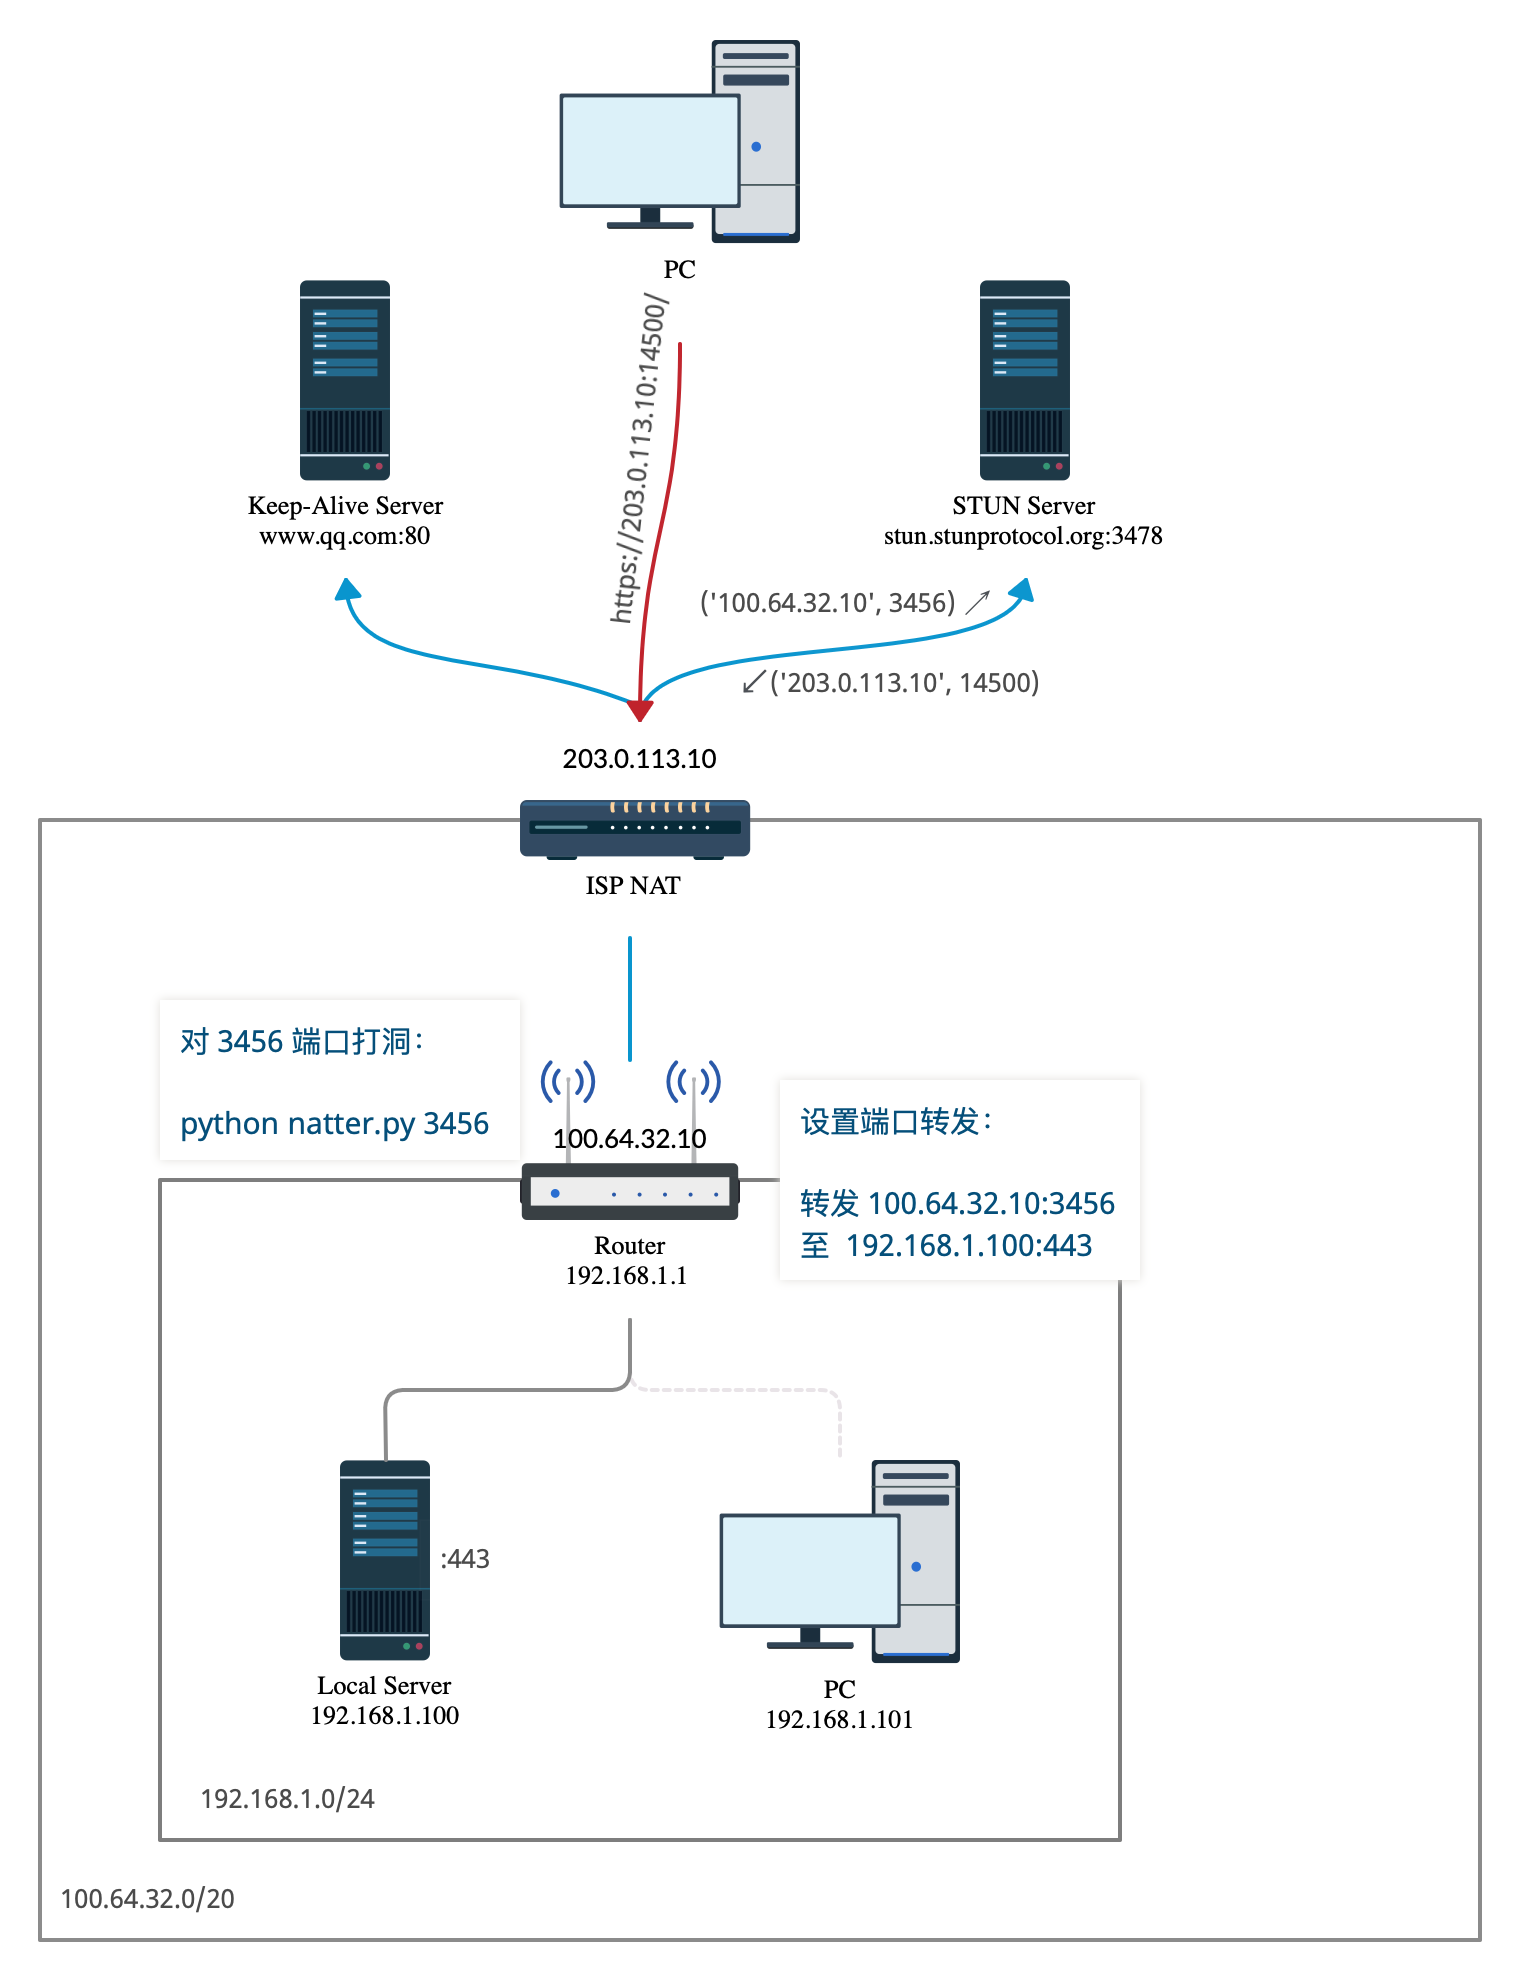 PC
https://203.0.113.10:14500/
Keep-Alive Server
www.qq.com:80
STUN Server
stun.stunprotocol.org:3478
('100.64.32.10', 3456) ↗
↙ ('203.0.113.10', 14500)
203.0.113.10
ISP NAT
对 3456 端口打洞：
python natter.py 3456
100.64.32.10
设置端口转发：
转发 100.64.32.10:3456
至 192.168.1.100:443
Router
192.168.1.1
:443
Local Server
192.168.1.100
PC
192.168.1.101
192.168.1.0/24
100.64.32.0/20